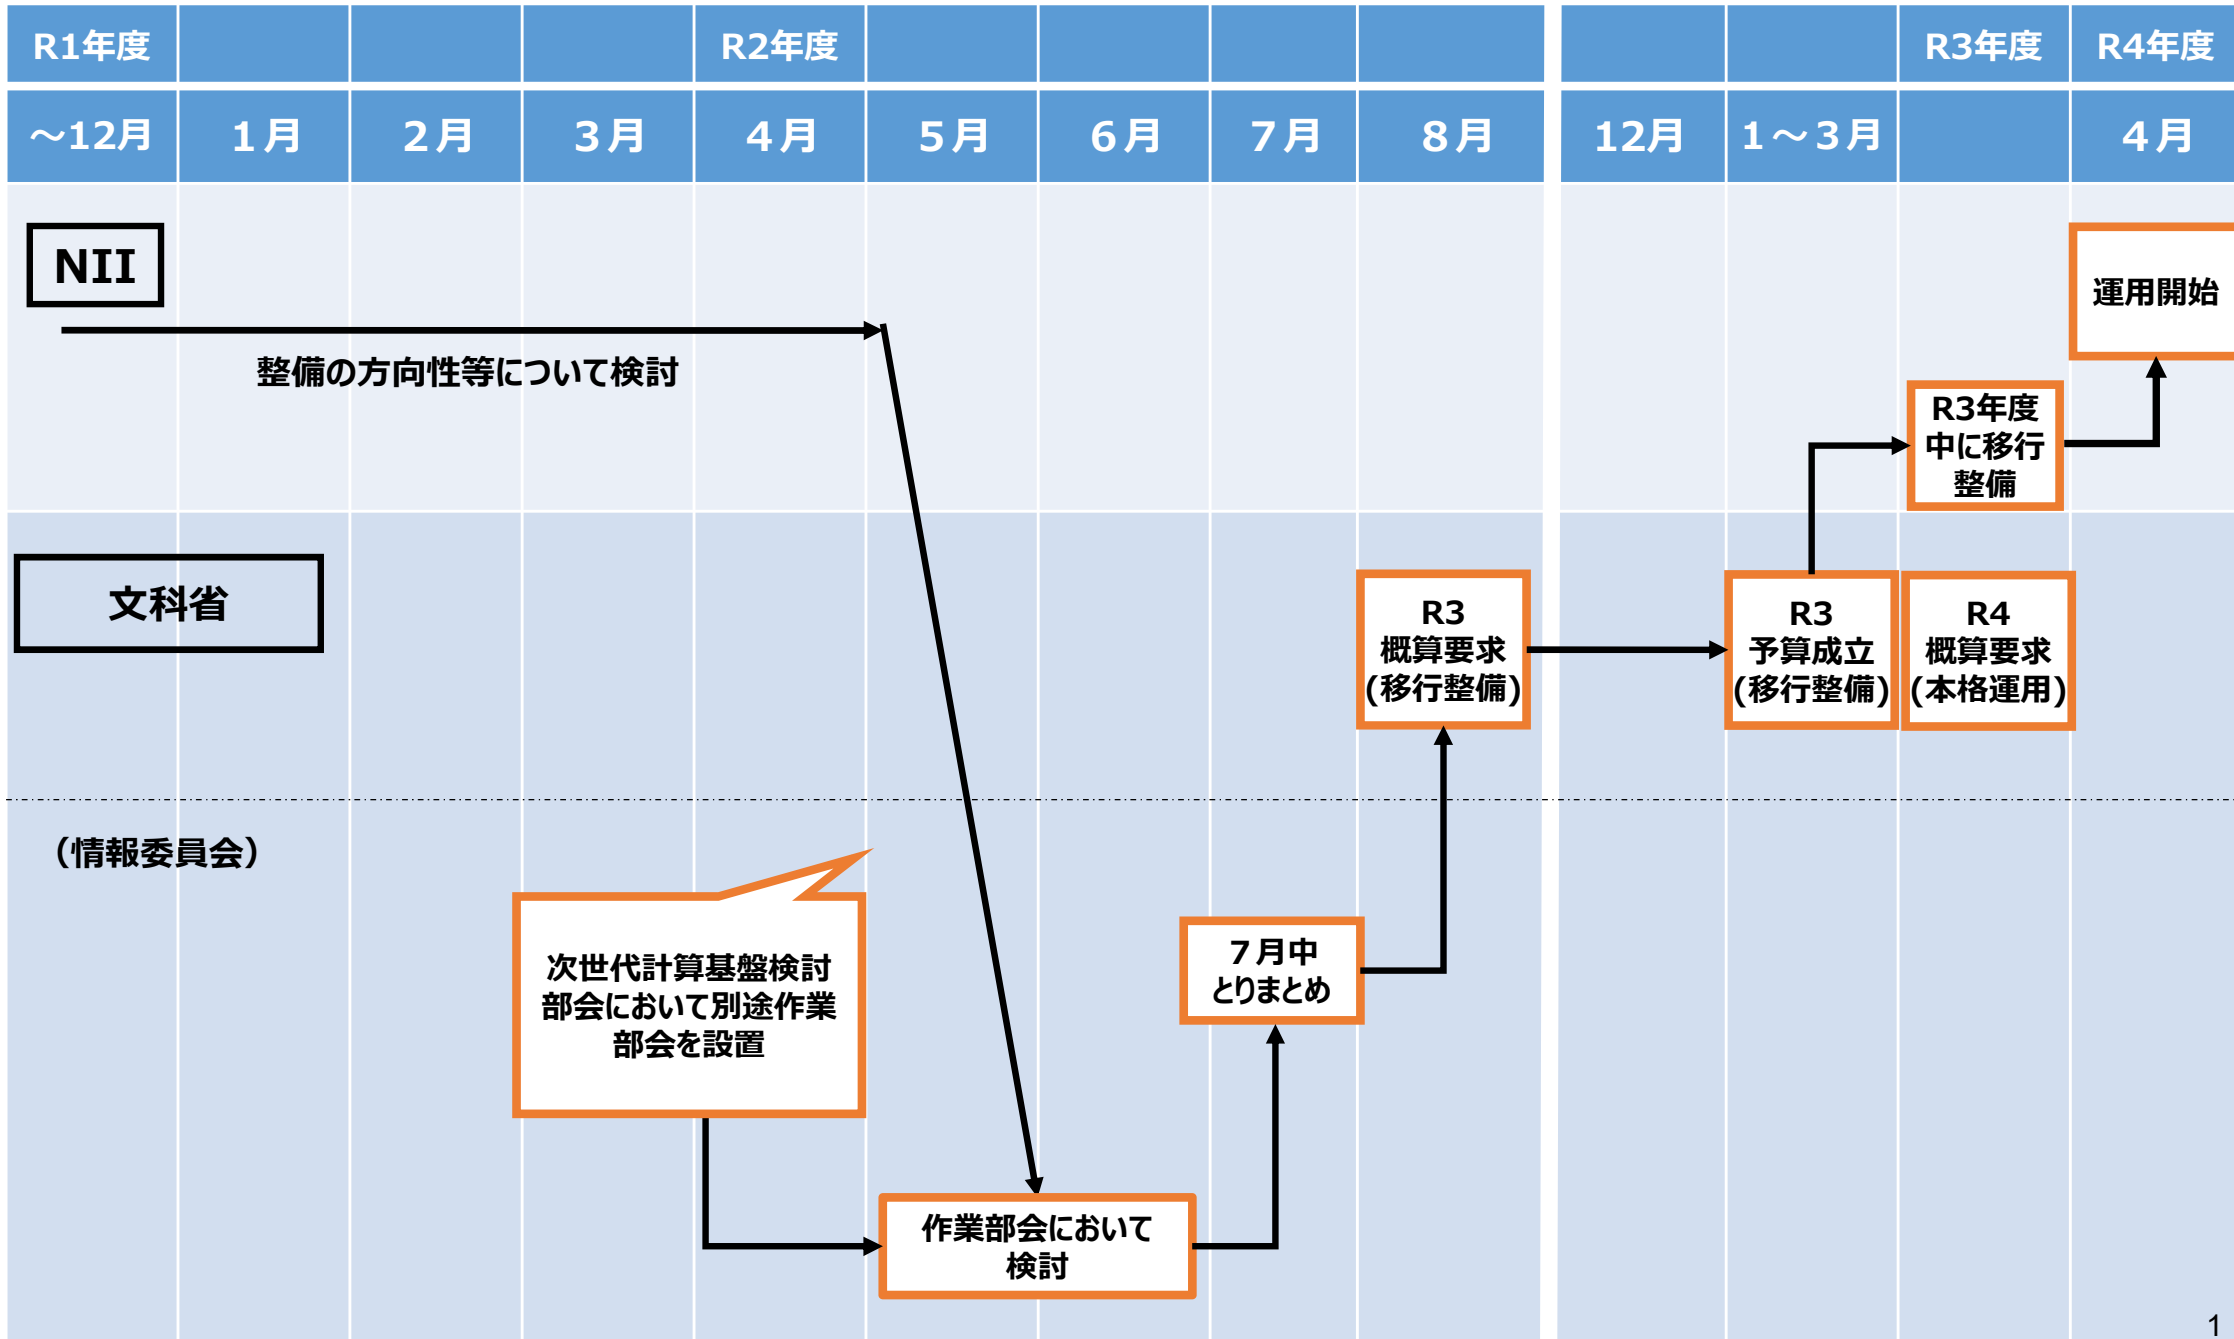 R1年度
R2年度
R3年度
R4年度
～12月
１月
２月
３月
４月
５月
６月
７月
８月
12月
１～３月
４月
NII
整備の方向性等について検討
運用開始
R3年度
中に移行
整備
文科省
R3
概算要求
(移行整備)
R3
予算成立
(移行整備)
R4
概算要求
(本格運用)
（情報委員会）
次世代計算基盤検討
部会において別途作業
部会を設置
７月中
とりまとめ
作業部会において
検討
1